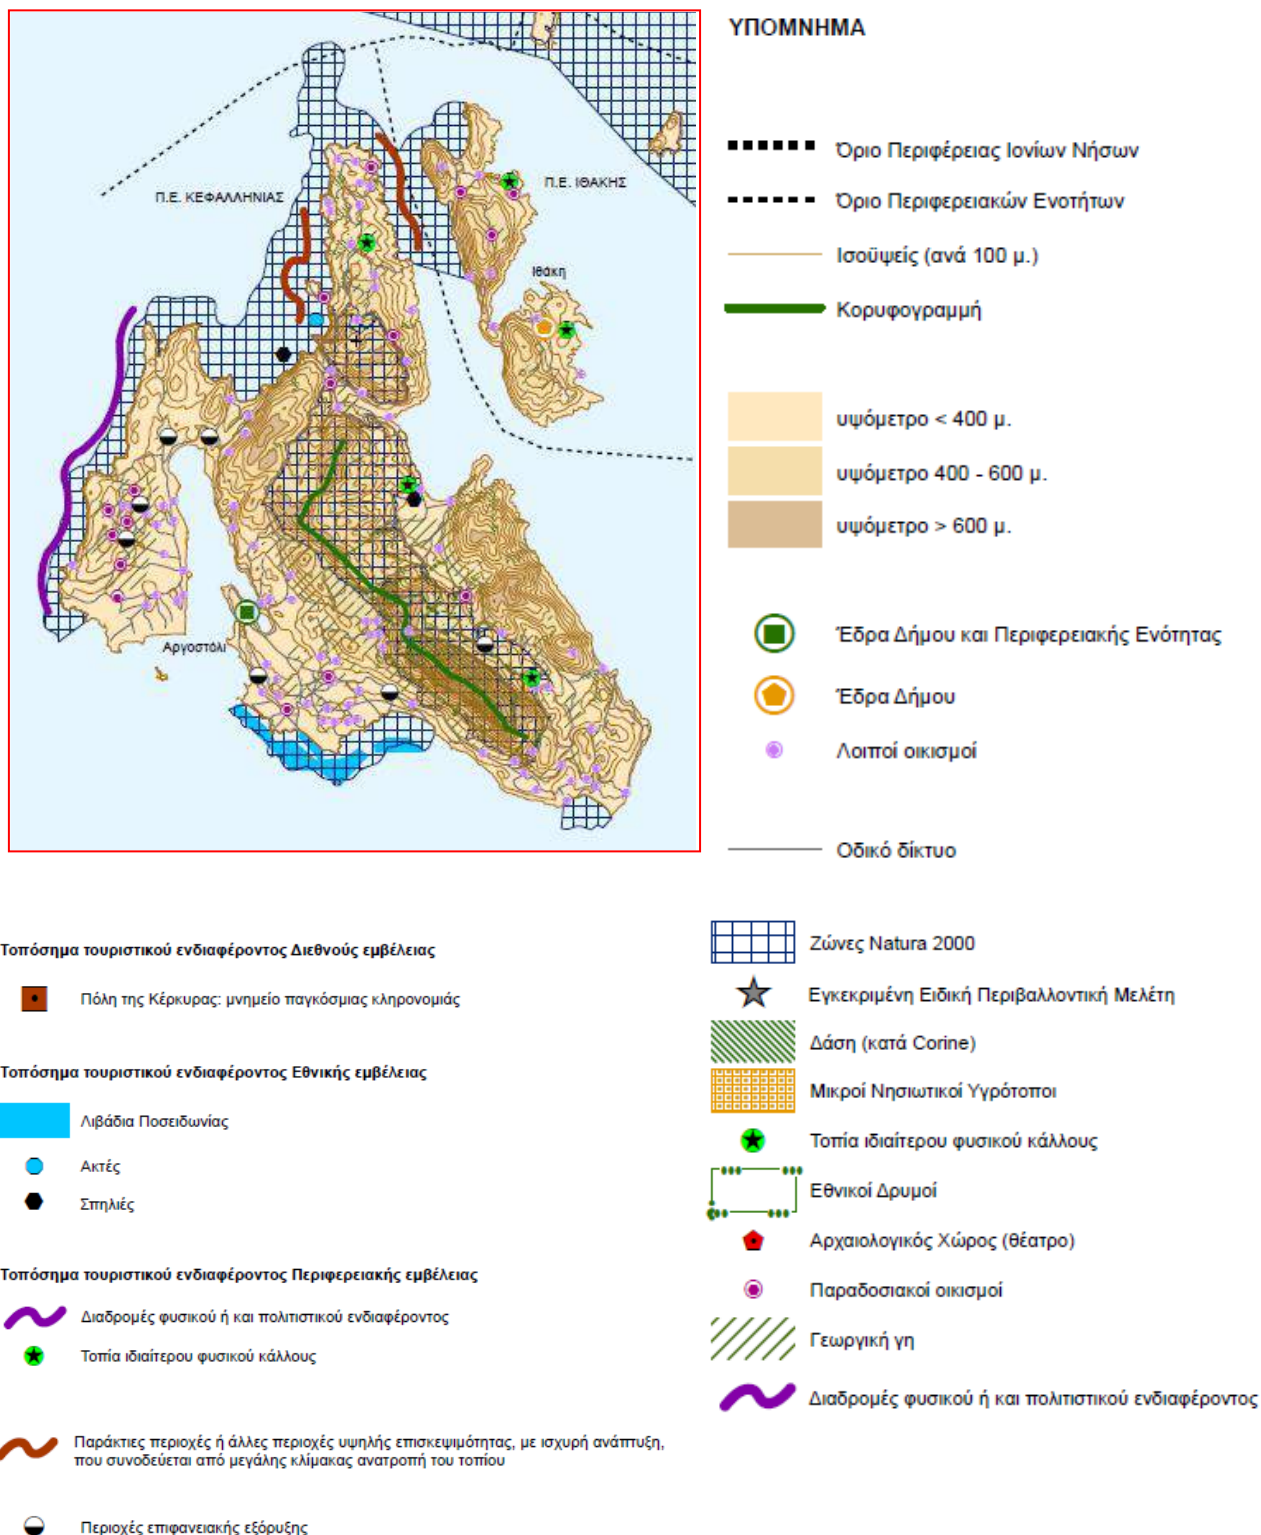 ΥΠΟΜΝΗΜΑ
Π.Ε. ΚΕΦΑΛΛΗΝΙΑΣ
Π.Ε. ΙΘΑΚΗΣ
Ιθάκη
Αργοστόλι
Όριο Περιφέρειας Ιονίων Νήσων
Όριο Περιφερειακών Ενοτήτων
Ισοϋψείς (ανά 100 μ.)
Κορυφογραμμή
υψόμετρο < 400 μ.
υψόμετρο 400 - 600 μ.
υψόμετρο > 600 μ.
Έδρα Δήμου και Περιφερειακής Ενότητας
Έδρα Δήμου
Λοιποί οικισμοί
Οδικό δίκτυο
Τοπόσημα τουριστικού ενδιαφέροντος Διεθνούς εμβέλειας
Πόλη της Κέρκυρας: μνημείο παγκόσμιας κληρονομιάς
Τοπόσημα τουριστικού ενδιαφέροντος Εθνικής εμβέλειας
Λιβάδια Ποσειδωνίας
Ακτές
Σπηλιές
Τοπόσημα τουριστικού ενδιαφέροντος Περιφερειακής εμβέλειας
Διαδρομές φυσικού ή και πολιτιστικού ενδιαφέροντος
Τοπία ιδιαίτερου φυσικού κάλλους
Παράκτιες περιοχές ή άλλες περιοχές υψηλής επισκεψιμότητας, με ισχυρή ανάπτυξη,
που συνοδεύεται από μεγάλης κλίμακας ανατροπή του τοπίου
Περιοχές επιφανειακής εξόρυξης
Ζώνες Natura 2000
Εγκεκριμένη Ειδική Περιβαλλοντική Μελέτη
Δάση (κατά Corine)
Μικροί Νησιωτικοί Υγρότοποι
Τοπία ιδιαίτερου φυσικού κάλλους
Εθνικοί Δρυμοί
Αρχαιολογικός Χώρος (θέατρο)
Παραδοσιακοί οικισμοί
Γεωργική γη
Διαδρομές φυσικού ή και πολιτιστικού ενδιαφέροντος